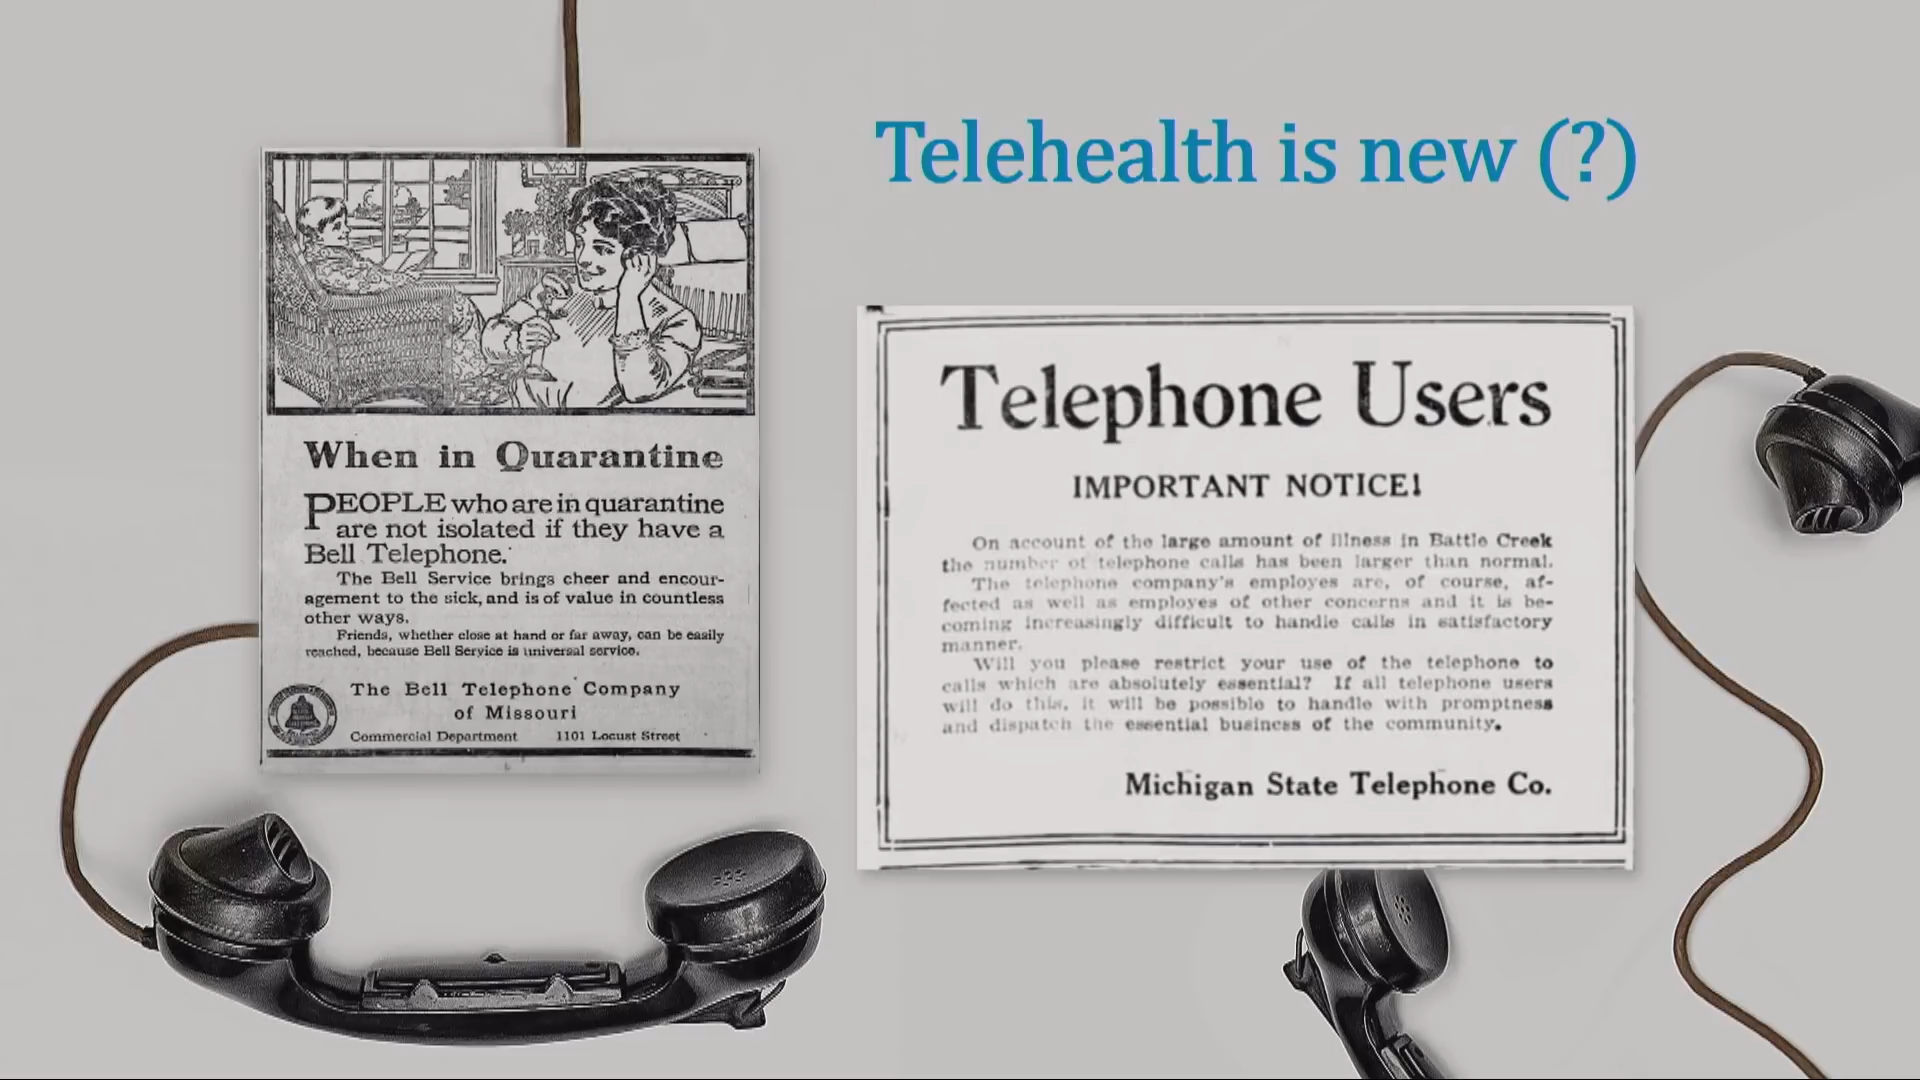 Telehealth is new (?)
When in Quarantine
PEOPLE who are in quarantine
are not isolated if they have a
Bell Telephone.
The Bell Service brings cheer and encour-
agement to the sick, and is of value in countless
other ways.
Friends, whether close at hand or far away, can be easily
reached, because Bell Service is universal service.
The Bell Telephone Company
of Missouri
Commercial Department 1101 Locust Street
Telephone Users
IMPORTANT NOTICE!
On account of the large amount of illness in Battle Creek
the number of telephone calls has been larger than normal.
The telephone company's employes are, of course, af-
fected as well as employes of other concerns and it is be-
coming increasingly difficult to handle calls in satisfactory
manner.
Will you please restrict your use of the telephone to
calls which are absolutely essential? If all telephone users
will do this, it will be possible to handle with promptness
and dispatch the essential business of the community.
Michigan State Telephone Co.